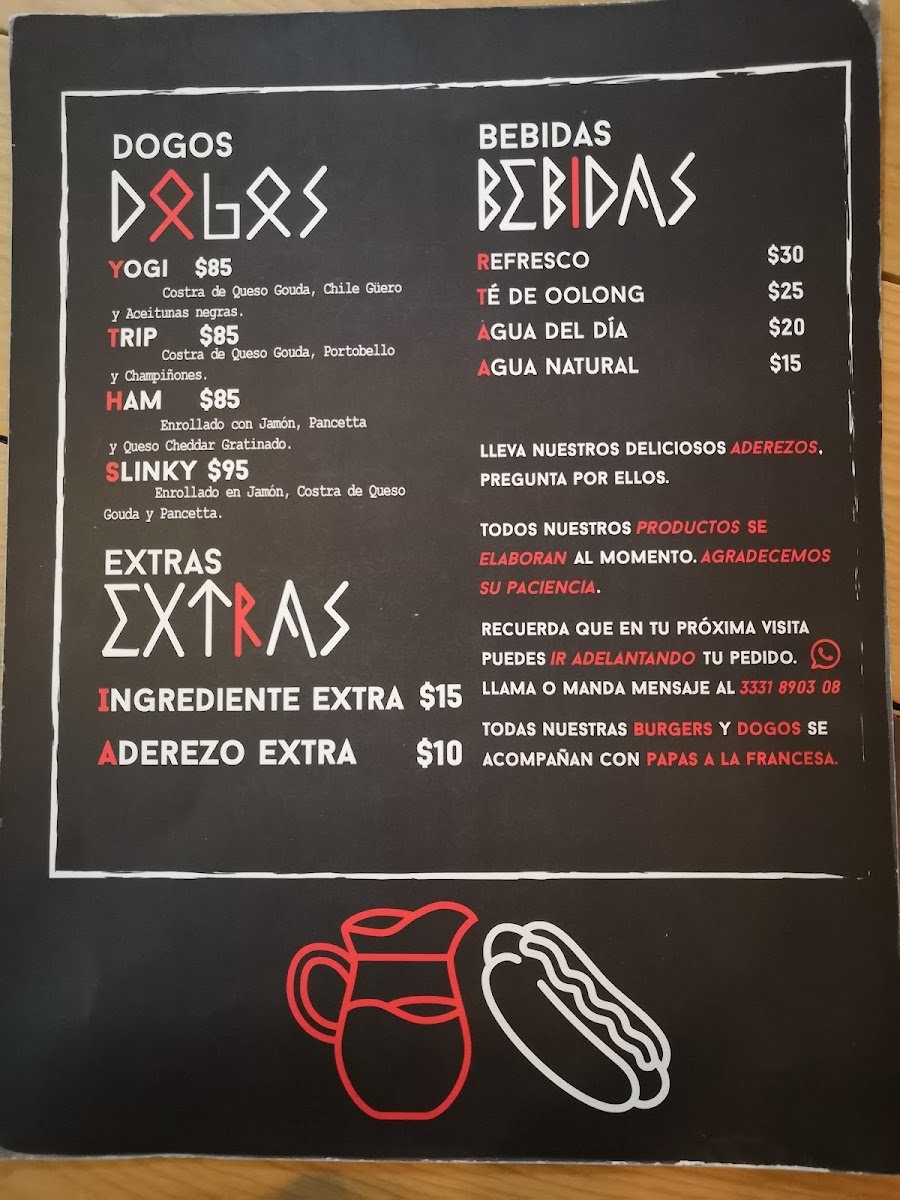 DOGOS
DOGOS
YOGI $85
Costra de Queso Gouda, Chile Güero
y Aceitunas negras.
TRIP $85
Costra de Queso Gouda, Portobello
y Champiñones.
HAM $85
Enrollado con Jamón, Pancetta
y Queso Cheddar Gratinado.
SLINKY $95
Enrollado en Jamón, Costra de Queso
Gouda y Pancetta.
EXTRAS
EXTRAS
INGREDIENTE EXTRA $15
ADEREZO EXTRA $10
BEBIDAS
BEBIDAS
REFRESCO $30
TÉ DE OOLONG $25
AGUA DEL DÍA $20
AGUA NATURAL $15
LLEVA NUESTROS DELICIOSOS ADEREZOS,
PREGUNTA POR ELLOS.
TODOS NUESTROS PRODUCTOS SE
ELABORAN AL MOMENTO. AGRADECEMOS
SU PACIENCIA.
RECUERDA QUE EN TU PRÓXIMA VISITA
PUEDES IR ADELANTANDO TU PEDIDO.
LLAMA O MANDA MENSAJE AL 3331 8903 08
TODAS NUESTRAS BURGERS Y DOGOS SE
ACOMPAÑAN CON PAPAS A LA FRANCESA.